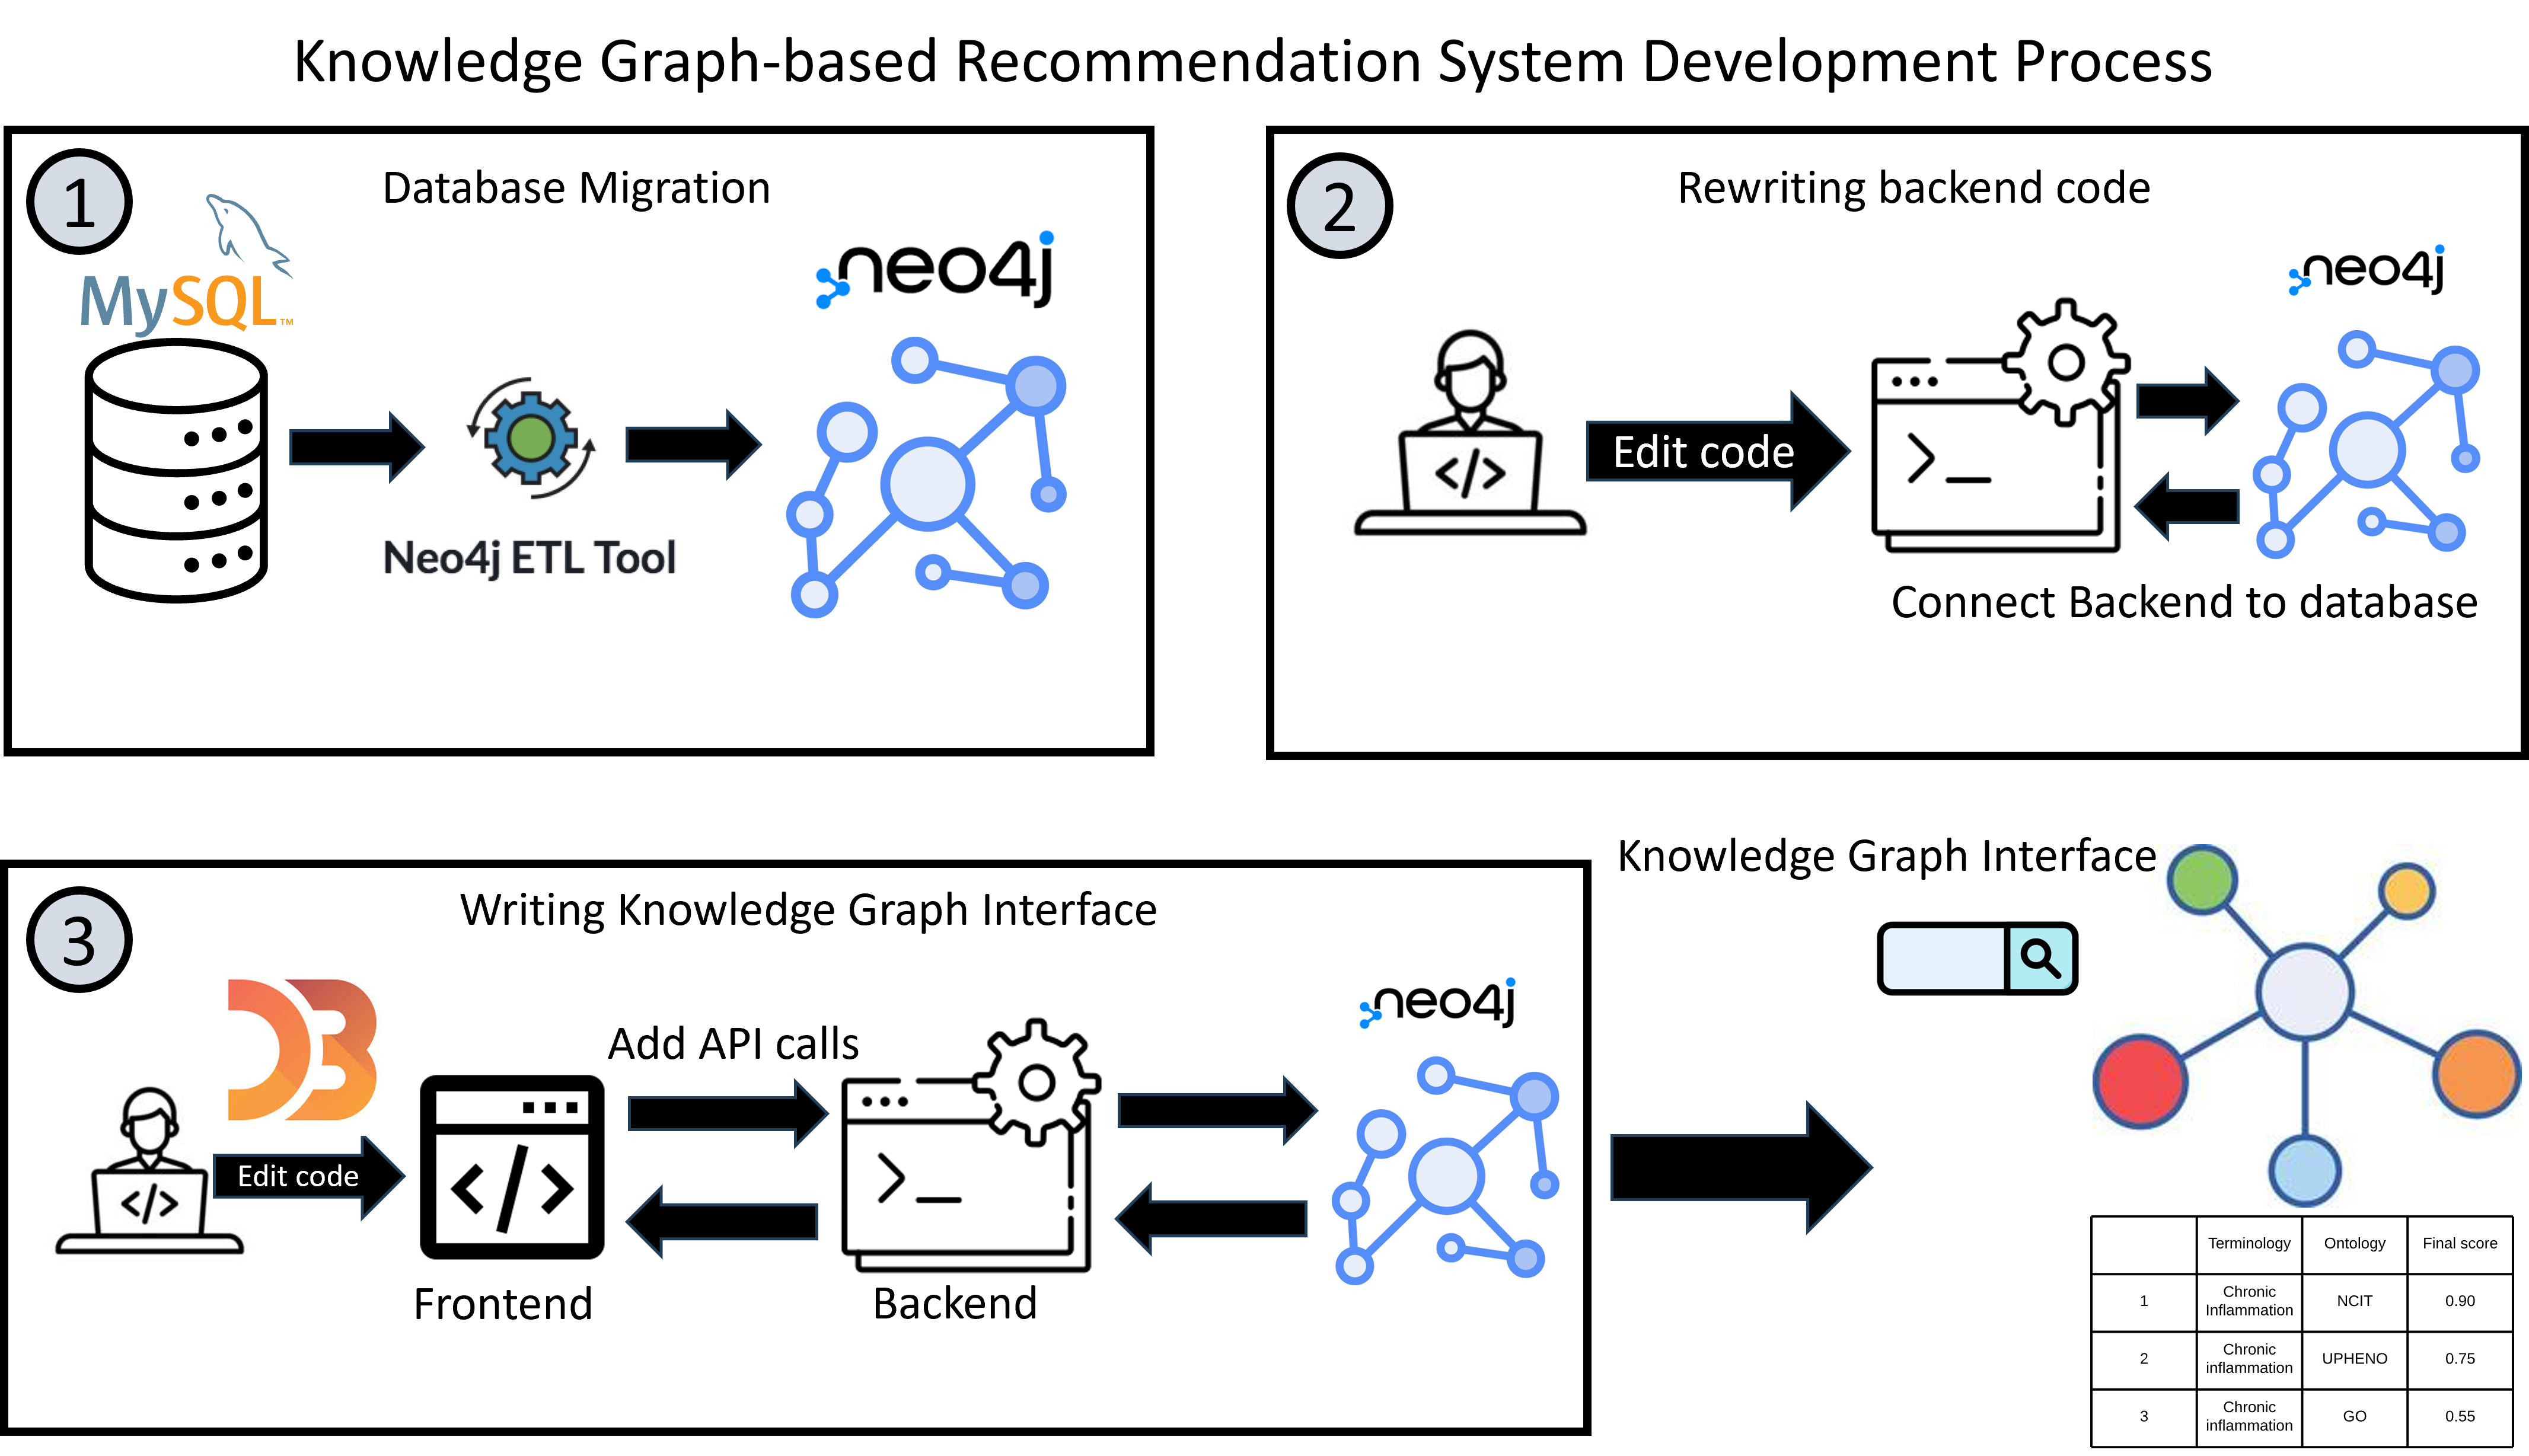 Knowledge Graph-based Recommendation System Development Process
1
Database Migration
MySQL™
neo4j
Neo4j ETL Tool
2
Rewriting backend code
neo4j
</>
Edit code
>_
Connect Backend to database
3
Writing Knowledge Graph Interface
D3
neo4j
Add API calls
</>
Edit code
</>
>_
Frontend
Backend
Knowledge Graph Interface
Terminology Ontology Final score
1 Chronic Inflammation NCIT 0.90
2 Chronic inflammation UPHENO 0.75
3 Chronic inflammation GO 0.55